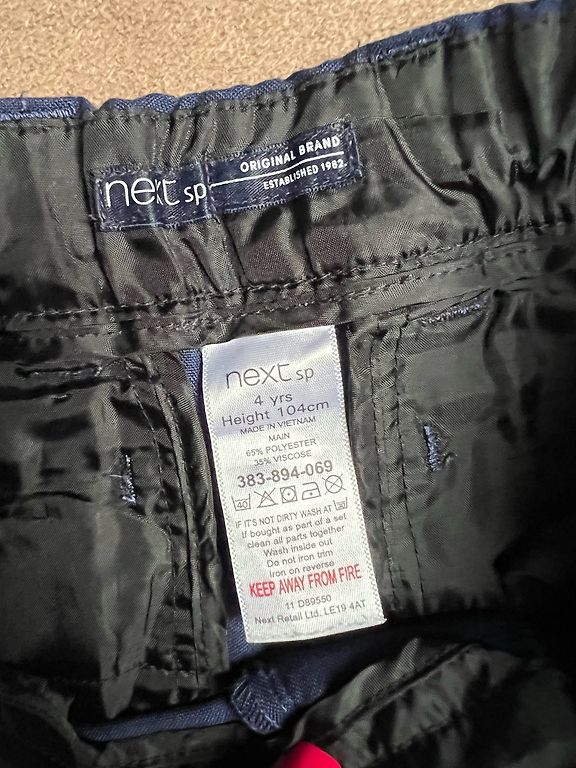 next sp
ORIGINAL BRAND
ESTABLISHED 1982.
next sp
4 yrs
Height 104cm
MADE IN VIETNAM
MAIN
65% POLYESTER
35% VISCOSE
383-894-069
40
IF IT'S NOT DIRTY WASH AT 30
If bought as part of a set
clean all parts together
Wash inside out
Do not iron trim
Iron on reverse
KEEP AWAY FROM FIRE
11 D89550
Next Retail Ltd. LE19 4AT